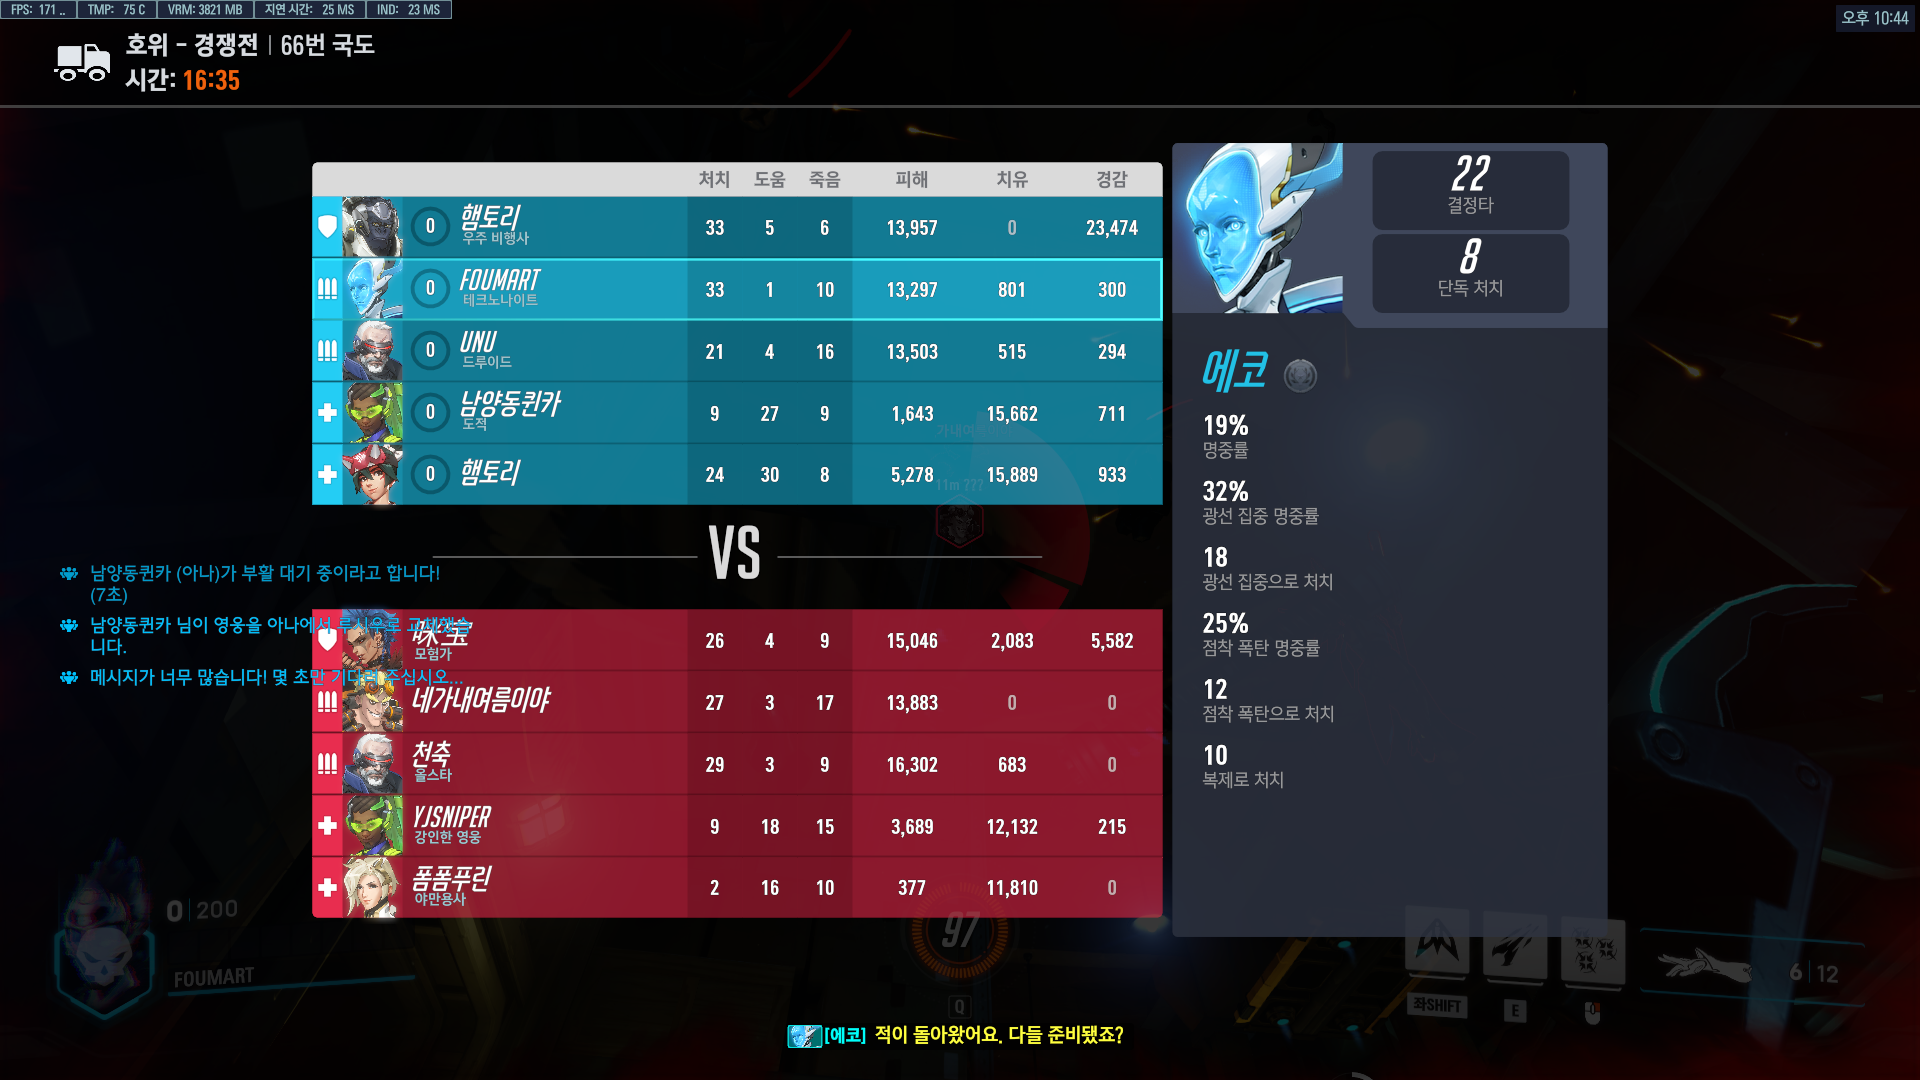 FPS: 171 .. TMP: 75 C VRM: 3821 MB 지연 시간: 25 MS IND: 23 MS
오후 10:44
호위 - 경쟁전 | 66번 국도
시간: 16:35
처치 도움 죽음 피해 치유 경감
0 햄토리 33 5 6 13,957 0 23,474
우주 비행사
0 FOUMART 33 1 10 13,297 801 300
테크노나이트
0 UNU 21 4 16 13,503 515 294
드루이드
0 남양동퀸카 9 27 9 1,643 15,662 711
도적
0 햄토리 24 30 8 5,278 15,889 933
11m ???
VS
남양동퀸카 (아나)가 부활 대기 중이라고 합니다!
(7초)
남양동퀸카 님이 영웅을 아나에서 루시우로 교체했습
니다.
메시지가 너무 많습니다! 몇 초만 기다려 주십시오...
26 4 9 15,046 2,083 5,582
모험가
네가내여름이야 27 3 17 13,883 0 0
천축 29 3 9 16,302 683 0
올스타
YJSNIPER 9 18 15 3,689 12,132 215
강인한 영웅
폼폼푸린 2 16 10 377 11,810 0
야만용사
22
결정타
8
단독 처치
에코
19%
명중률
32%
광선 집중 명중률
18
광선 집중으로 처치
25%
점착 폭탄 명중률
12
점착 폭탄으로 처치
10
복제로 처치
0 | 200
FOUMART
97
Q
좌SHIFT E
6 | 12
[에코] 적이 돌아왔어요. 다들 준비됐죠?